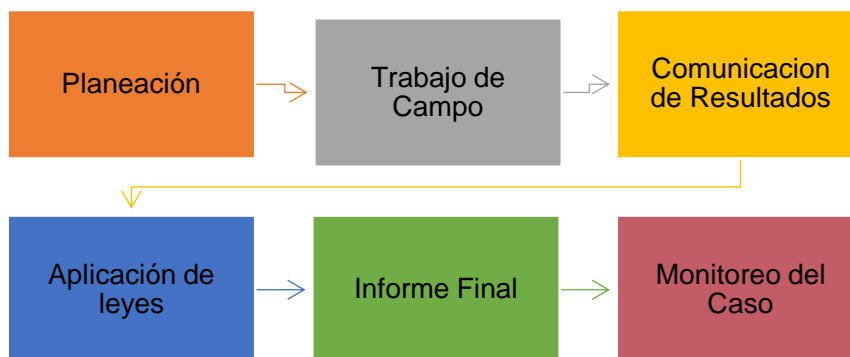 Planeación
Trabajo de
Campo
Comunicacion
de Resultados
Aplicación de
leyes
Informe Final
Monitoreo del
Caso